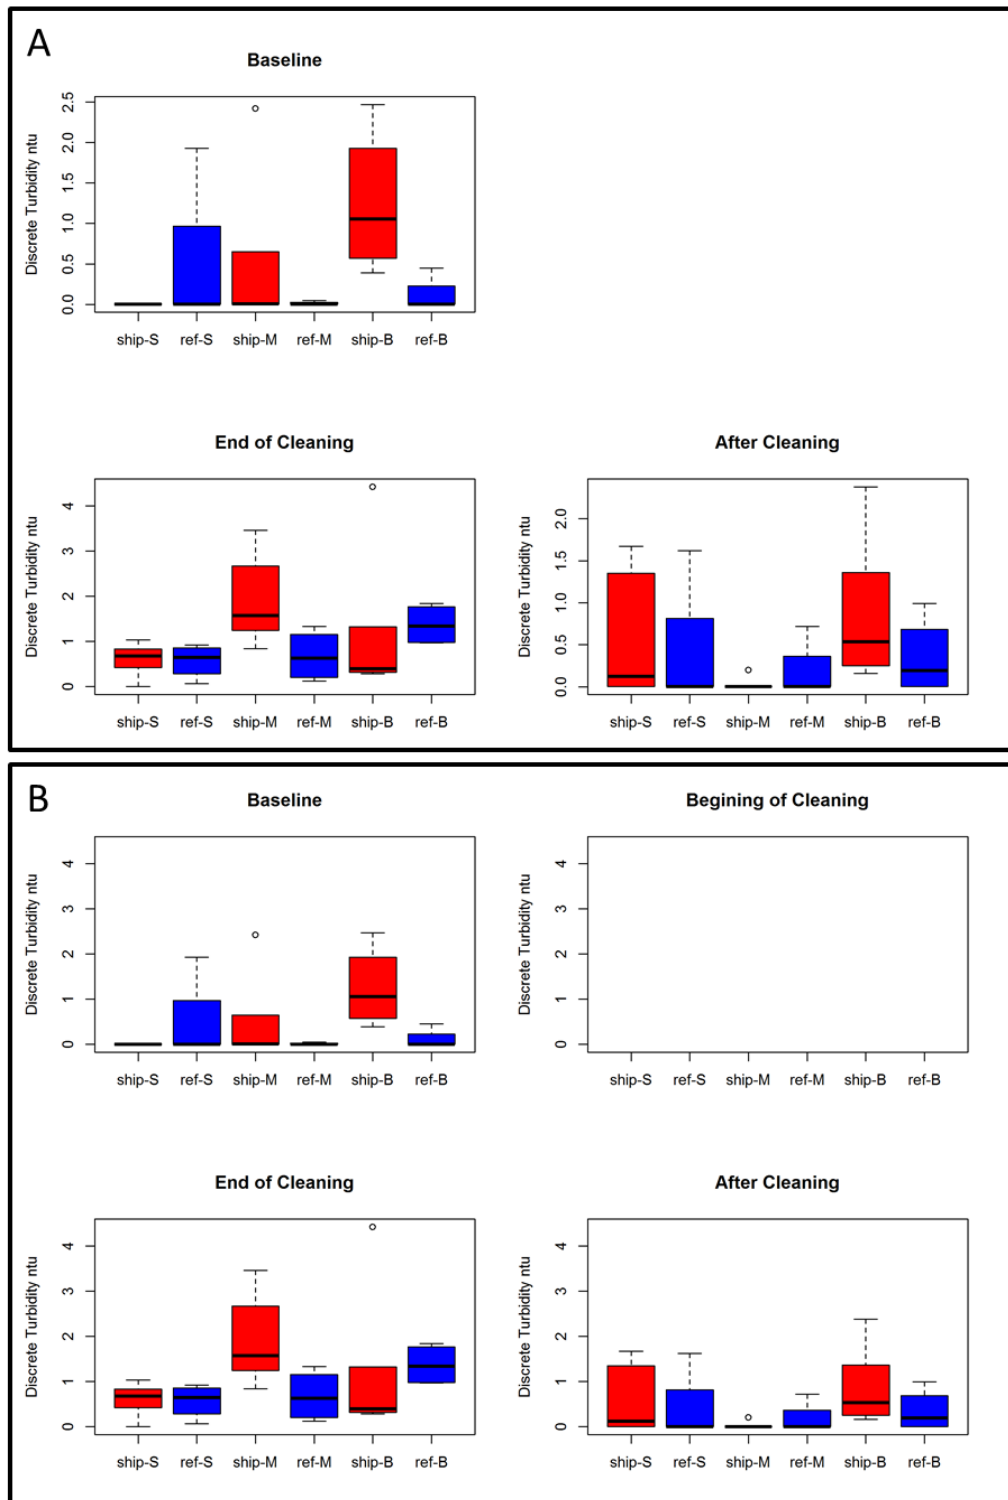 A
Baseline
Discrete Turbidity ntu
2.5
2.0
1.5
1.0
0.5
0.0
ship-S ref-S ship-M ref-M ship-B ref-B
End of Cleaning
Discrete Turbidity ntu
4
3
2
1
0
ship-S ref-S ship-M ref-M ship-B ref-B
After Cleaning
Discrete Turbidity ntu
2.0
1.5
1.0
0.5
0.0
ship-S ref-S ship-M ref-M ship-B ref-B
B
Baseline
Discrete Turbidity ntu
4
3
2
1
0
ship-S ref-S ship-M ref-M ship-B ref-B
Begining of Cleaning
Discrete Turbidity ntu
4
3
2
1
0
ship-S ref-S ship-M ref-M ship-B ref-B
End of Cleaning
Discrete Turbidity ntu
4
3
2
1
0
ship-S ref-S ship-M ref-M ship-B ref-B
After Cleaning
Discrete Turbidity ntu
4
3
2
1
0
ship-S ref-S ship-M ref-M ship-B ref-B